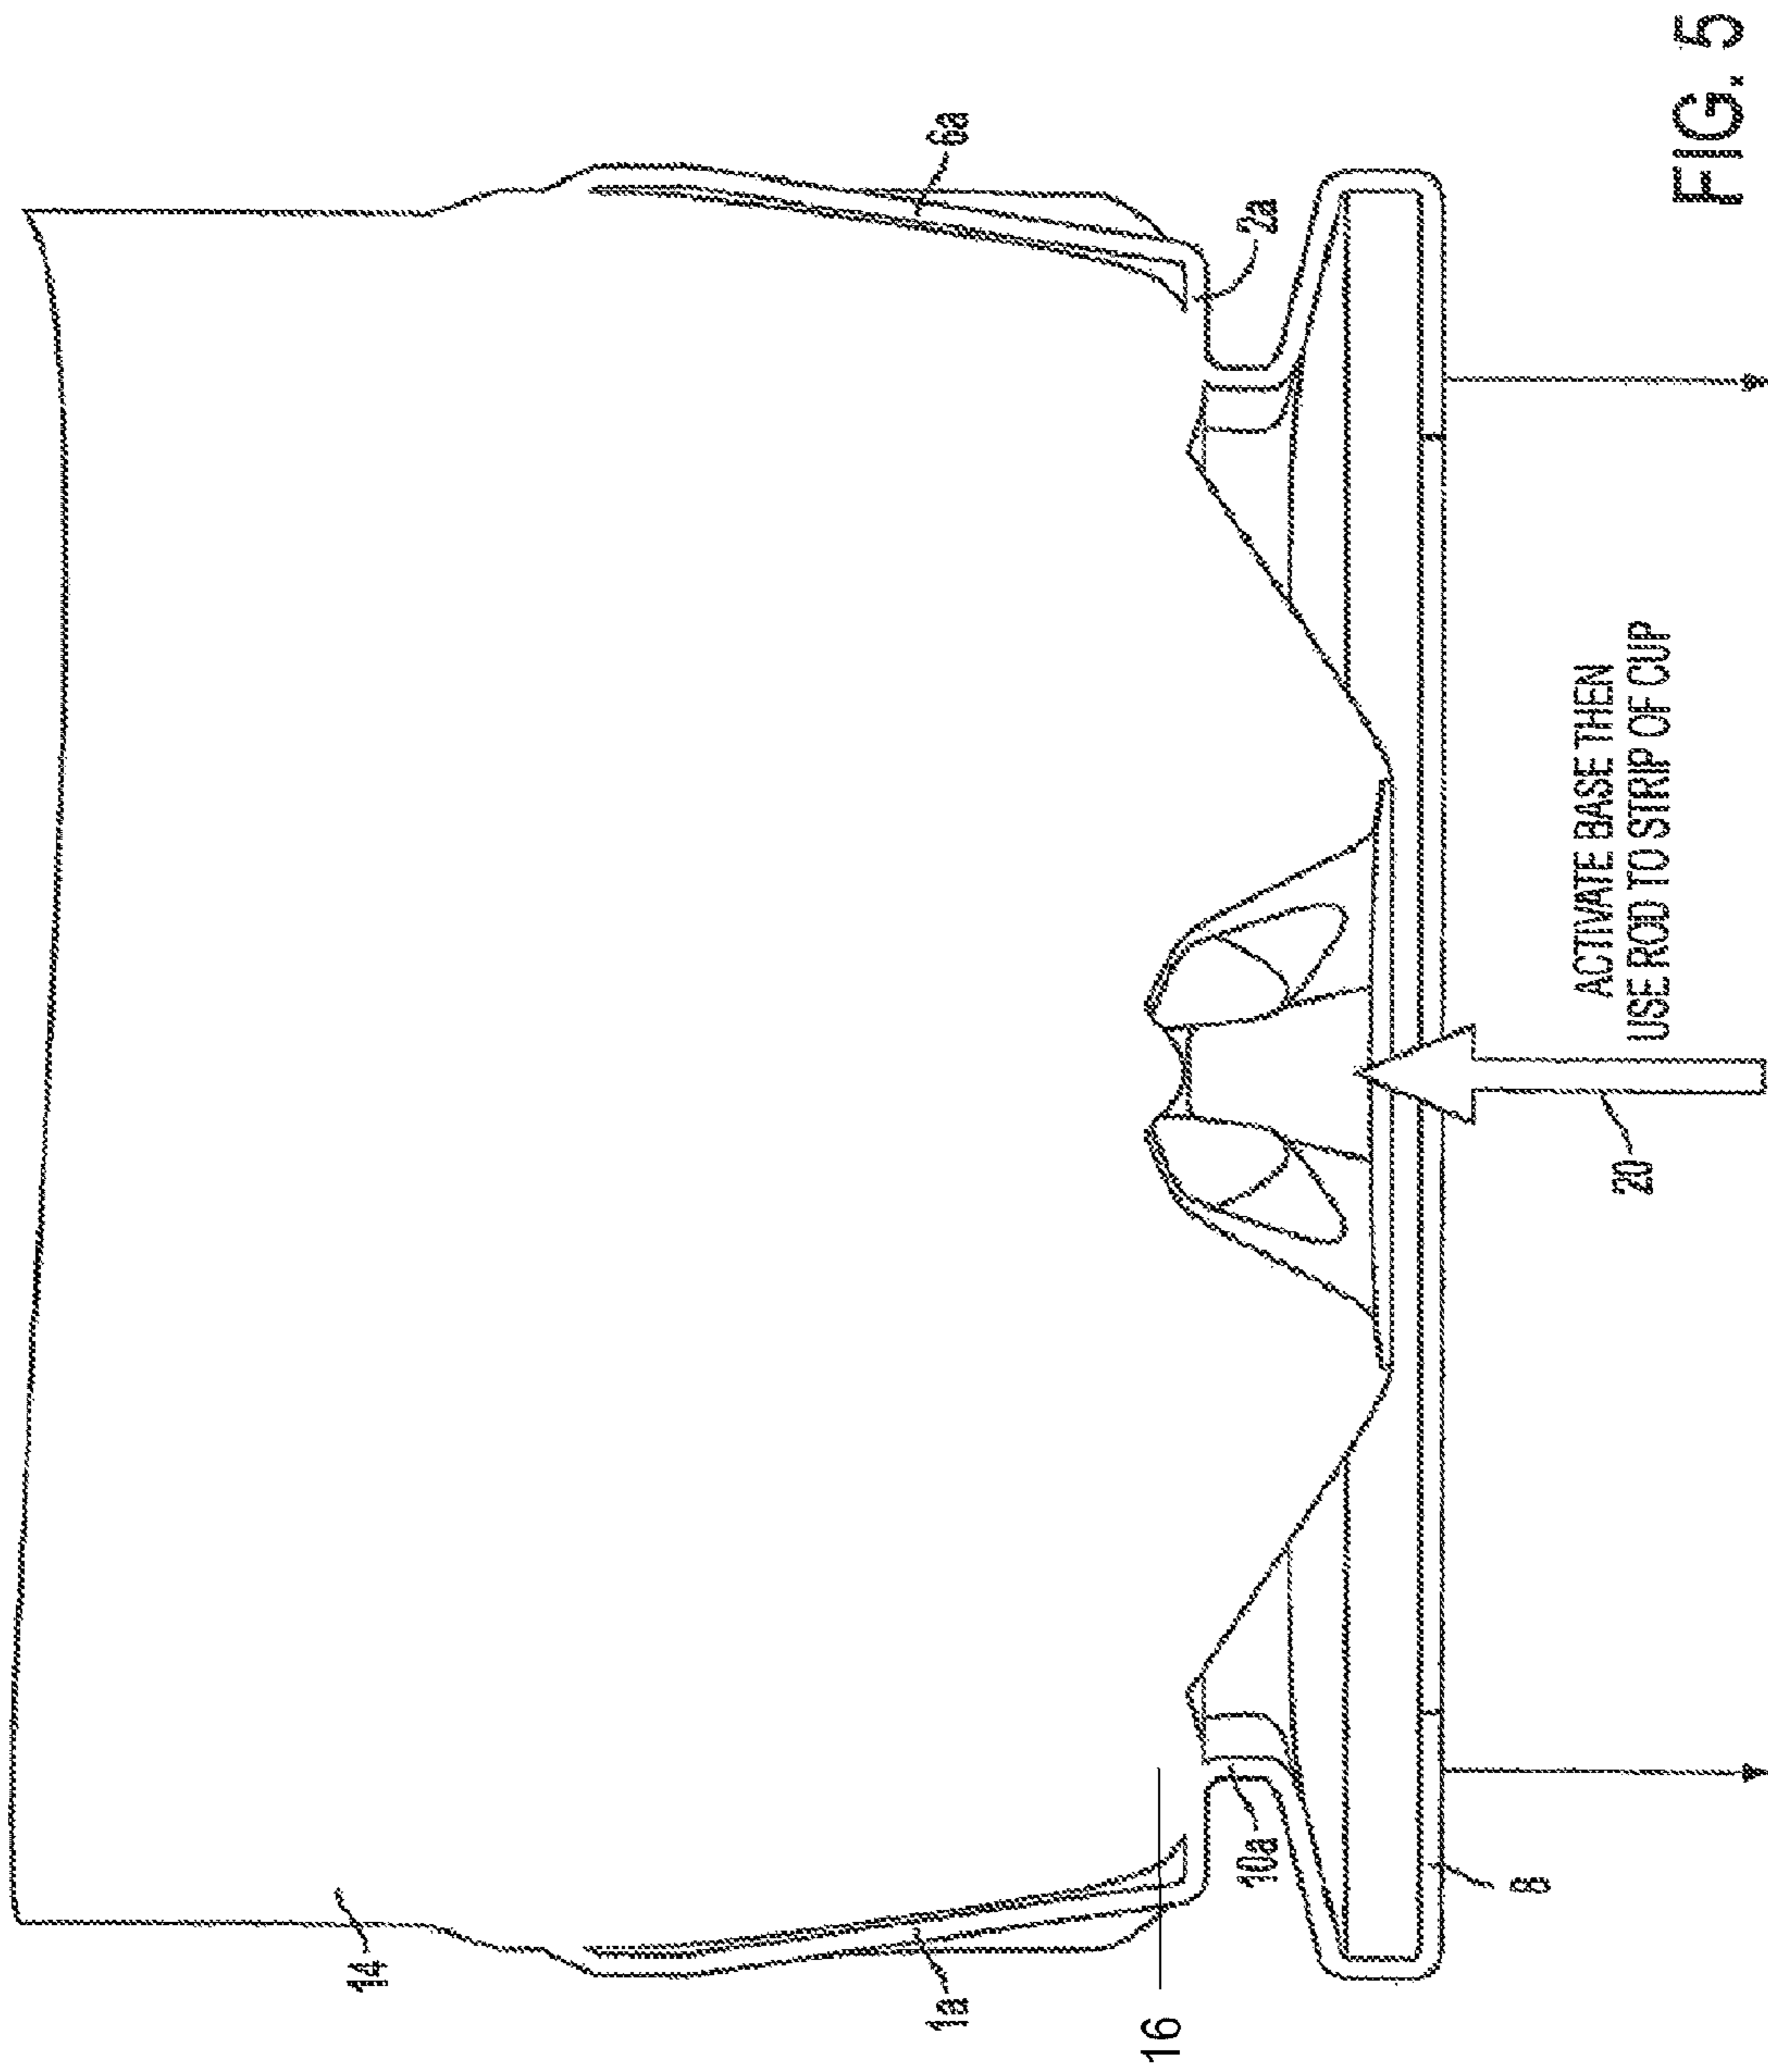 14
1a
6a
16
10a
2a
8
20
ACTIVATE BASE THEN
USE ROD TO STRIP OF CUP
FIG. 5